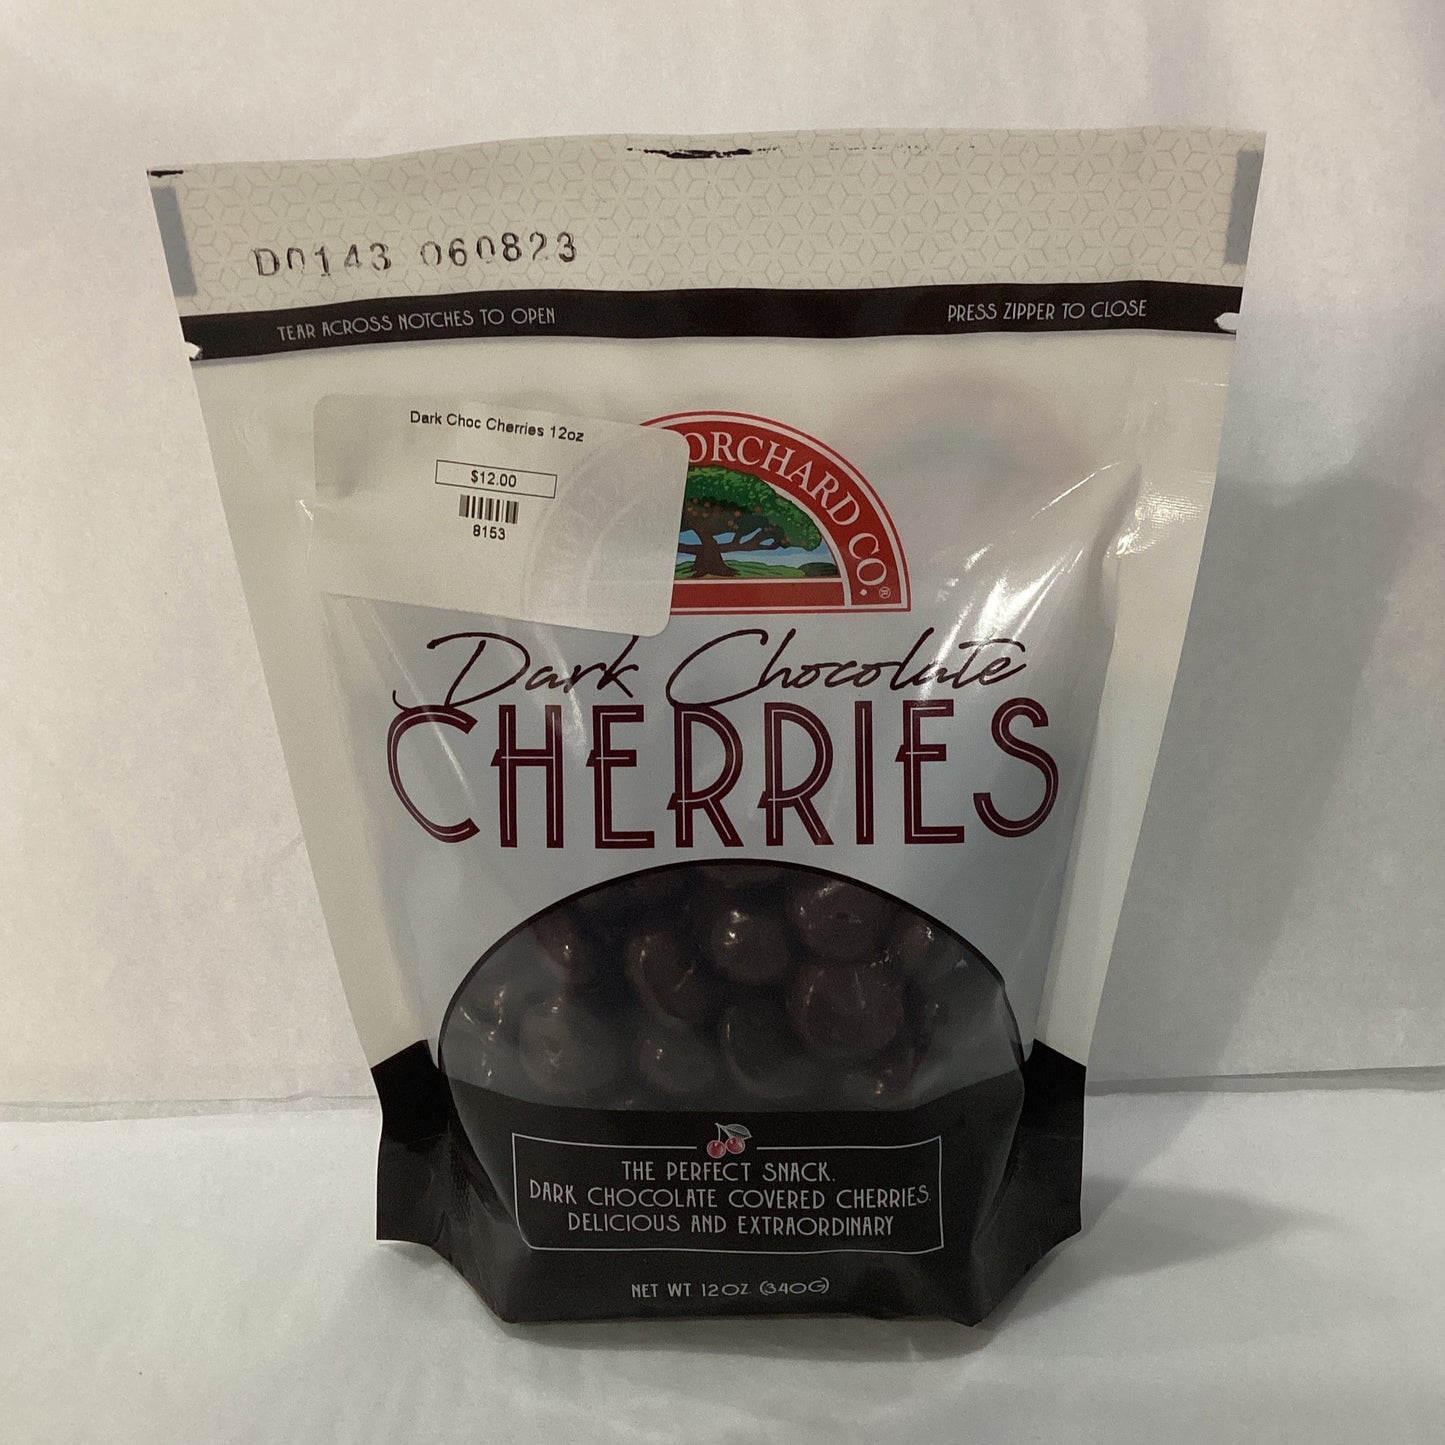 D0143 060823
TEAR ACROSS NOTCHES TO OPEN
PRESS ZIPPER TO CLOSE
Dark Choc Cherries 12oz
$12.00
8153
ORCHARD CO.®
Dark Chocolate
CHERRIES
THE PERFECT SNACK.
DARK CHOCOLATE COVERED CHERRIES.
DELICIOUS AND EXTRAORDINARY
NET WT. 12OZ. (340G)